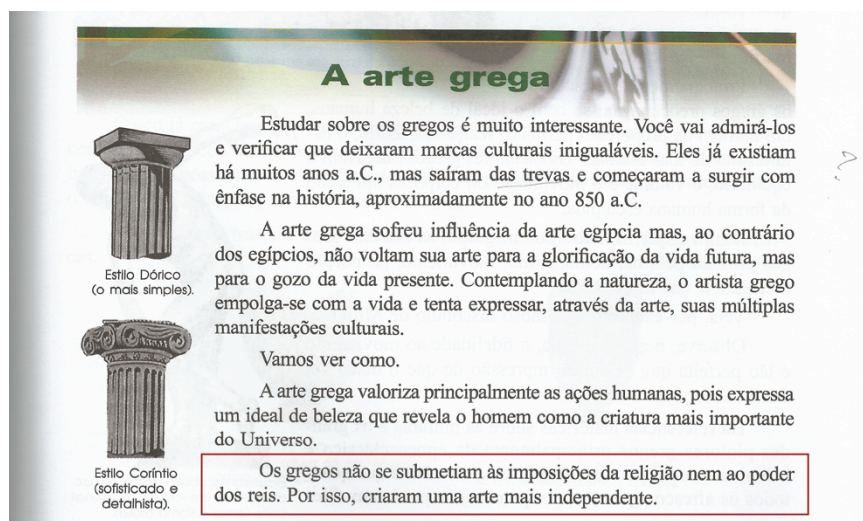 A arte grega
Estudar sobre os gregos é muito interessante. Você vai admirá-los
e verificar que deixaram marcas culturais inigualáveis. Eles já existiam
há muitos anos a.C., mas saíram das trevas e começaram a surgir com
ênfase na história, aproximadamente no ano 850 a.C.
A arte grega sofreu influência da arte egípcia mas, ao contrário
dos egípcios, não voltam sua arte para a glorificação da vida futura, mas
para o gozo da vida presente. Contemplando a natureza, o artista grego
empolga-se com a vida e tenta expressar, através da arte, suas múltiplas
manifestações culturais.
Vamos ver como.
A arte grega valoriza principalmente as ações humanas, pois expressa
um ideal de beleza que revela o homem como a criatura mais importante
do Universo.
Os gregos não se submetiam às imposições da religião nem ao poder
dos reis. Por isso, criaram uma arte mais independente.
Estilo Dórico
(o mais simples).
Estilo Coríntio
(sofisticado e
detalhista).